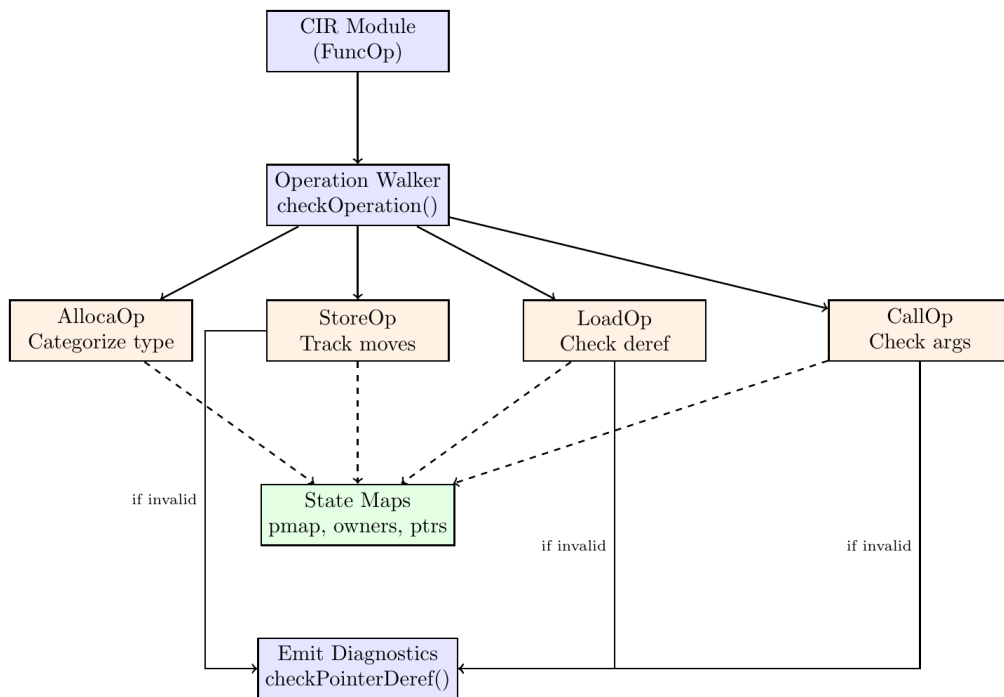 CIR Module
(FuncOp)
Operation Walker
checkOperation()
AllocaOp
Categorize type
StoreOp
Track moves
LoadOp
Check deref
CallOp
Check args
if invalid
State Maps
pmap, owners, ptrs
if invalid
if invalid
Emit Diagnostics
checkPointerDeref()